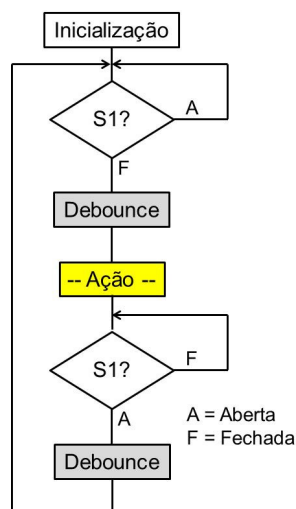 Inicialização
S1?
A
F
Debounce
-- Ação --
S1?
F
A
A = Aberta
F = Fechada
Debounce